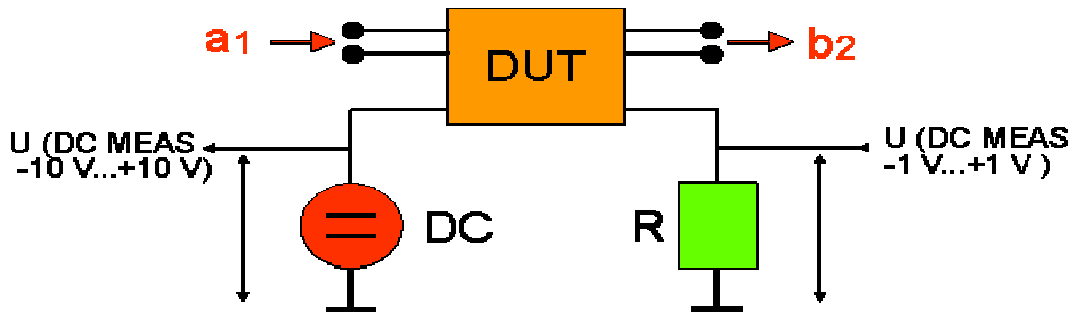 a1
DUT
b2
U (DC MEAS
-10 V...+10 V)
DC
R
U (DC MEAS
-1 V...+1 V )